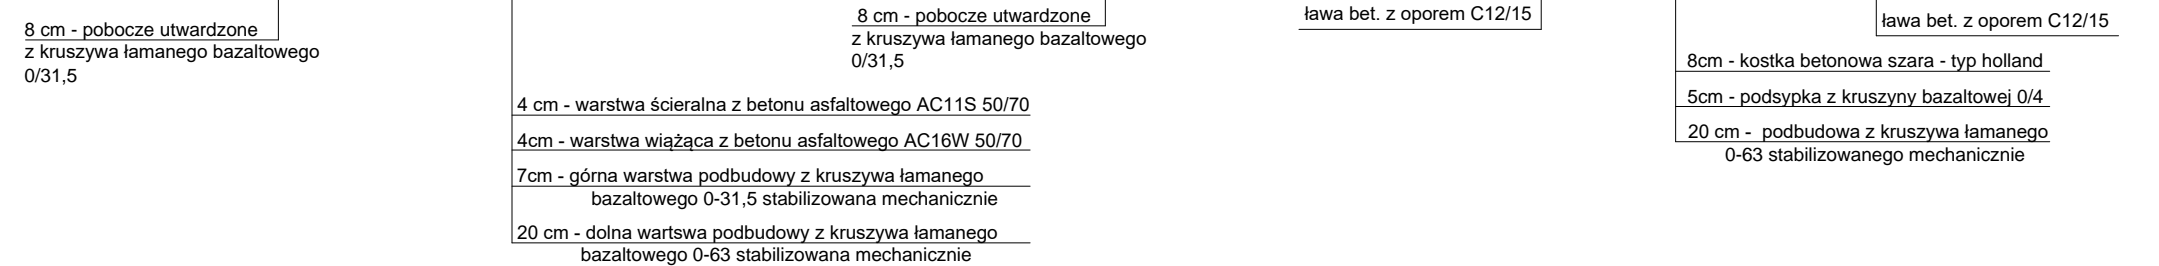 8 cm - pobocze utwardzone
z kruszywa łamanego bazaltowego
0/31,5
4 cm - warstwa ścieralna z betonu asfaltowego AC11S 50/70
4cm - warstwa wiążąca z betonu asfaltowego AC16W 50/70
7cm - górna warstwa podbudowy z kruszywa łamanego
bazaltowego 0-31,5 stabilizowana mechanicznie
20 cm - dolna wartswa podbudowy z kruszywa łamanego
bazaltowego 0-63 stabilizowana mechanicznie
8 cm - pobocze utwardzone
z kruszywa łamanego bazaltowego
0/31,5
ława bet. z oporem C12/15
ława bet. z oporem C12/15
8cm - kostka betonowa szara - typ holland
5cm - podsypka z kruszyny bazaltowej 0/4
20 cm -  podbudowa z kruszywa łamanego
0-63 stabilizowanego mechanicznie